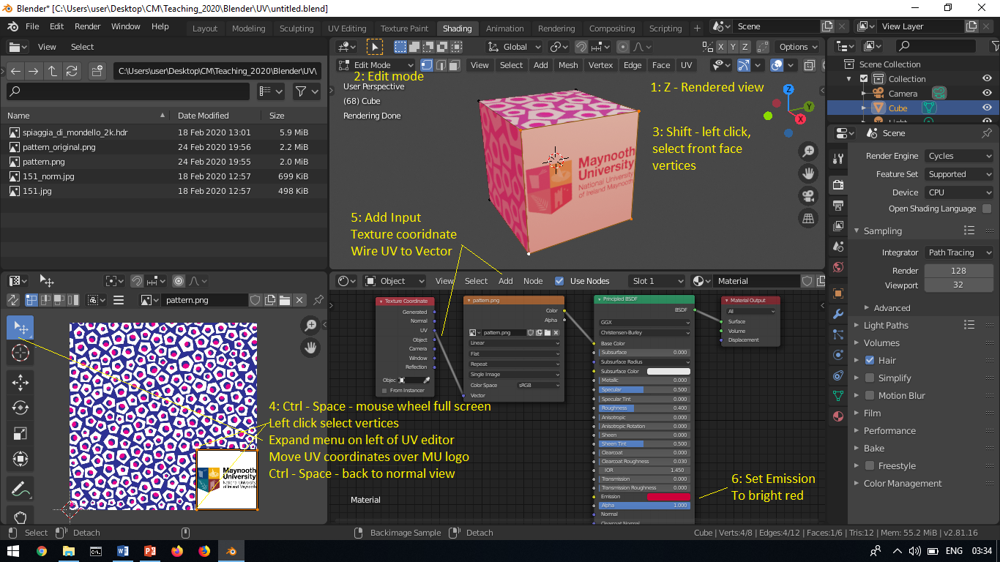 Blender* [C:\Users\user\Desktop\CM\Teaching_2020\Blender\UV\untitled.blend]
File Edit Render Window Help Layout Modeling Sculpting UV Editing Texture Paint Shading Animation Rendering Compositing Scripting + Scene View Layer
View Select
Global X Y Z Options
C:\Users\user\Desktop\CM\Teaching_2020\Blender\UV\
Edit Mode View Select Add Mesh Vertex Edge Face UV
2: Edit mode
User Perspective
(68) Cube
Rendering Done
1: Z - Rendered view
Z
Y
X
3: Shift - left click,
select front face
vertices
Maynooth
University
National University
of Ireland Maynooth
5: Add Input
Texture cooridnate
Wire UV to Vector
Name Date Modified Size
spiaggia_di_mondello_2k.hdr 18 Feb 2020 13:01 5.9 MiB
pattern_original.png 24 Feb 2020 19:56 2.2 MiB
pattern.png 24 Feb 2020 19:55 2.0 MiB
151_norm.jpg 18 Feb 2020 12:57 699 KiB
151.jpg 18 Feb 2020 12:57 498 KiB
Scene Collection
Collection
Camera
Cube
Scene
Render Engine Cycles
Feature Set Supported
Device CPU
Open Shading Language
Sampling
Integrator Path Tracing
Render 128
Viewport 32
Advanced
Light Paths
Volumes
Hair
Simplify
Motion Blur
Film
Performance
Bake
Freestyle
Color Management
pattern.png
Maynooth
University
National University
of Ireland Maynooth
Object View Select Add Node Use Nodes Slot 1 Material
Texture Coordinate
Generated
Normal
UV
Object
Camera
Window
Reflection
Objec
From Instancer
pattern.png
Color
Alpha
pattern.png
Linear
Flat
Repeat
Single Image
Color Space sRGB
Vector
Principled BSDF
BSDF
GGX
Christensen-Burley
Base Color
Subsurface 0.000
Subsurface Radius
Subsurface Color
Metallic 0.000
Specular 0.500
Specular Tint 0.000
Roughness 0.400
Anisotropic 0.000
Anisotropic Rotation 0.000
Sheen 0.000
Sheen Tint 0.500
Clearcoat 0.000
Clearcoat Roughness 0.030
IOR 1.450
Transmission 0.000
Transmission Roughness 0.000
Emission
Alpha 1.000
Normal
Clearcoat Normal
Material Output
All
Surface
Volume
Displacement
4: Ctrl - Space - mouse wheel full screen
Left click select vertices
Expand menu on left of UV editor
Move UV coordinates over MU logo
Ctrl - Space - back to normal view
6: Set Emission
To bright red
Material
Select Detach Backimage Sample Detach Cube | Verts:4/8 | Edges:4/12 | Faces:1/6 | Tris:12 | Mem: 55.2 MiB | v2.81.16
ENG 03:34